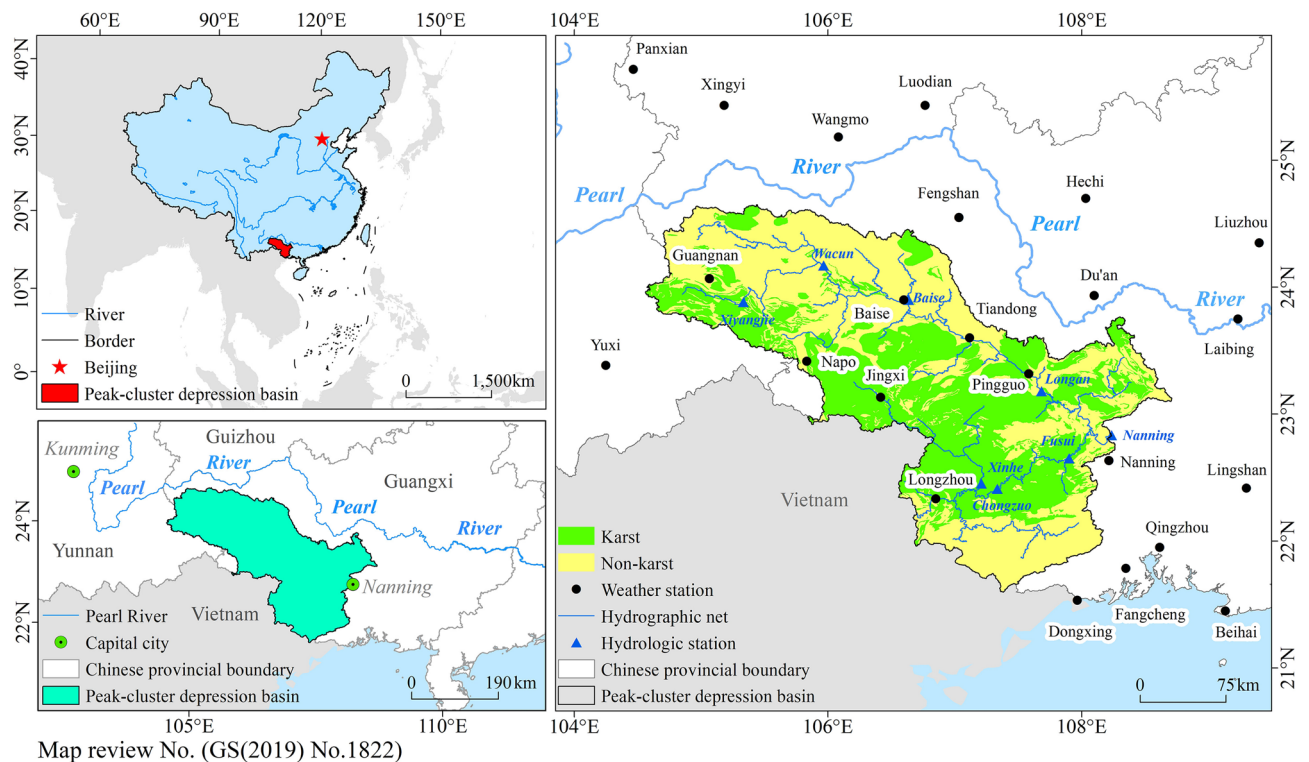 60°E
90°E
120°E
150°E
40°N
30°N
20°N
10°N
0°
River
Border
Beijing
Peak-cluster depression basin
0
1,500km
Kunming
Guizhou
River
Pearl
Guangxi
Pearl
River
24°N
Yunnan
Nanning
Vietnam
22°N
Pearl River
Capital city
Chinese provincial boundary
Peak-cluster depression basin
0
190km
105°E
110°E
Map review No. (GS(2019) No.1822)
104°E
106°E
108°E
Panxian
Xingyi
Luodian
Wangmo
25°N
River
Pearl
Fengshan
Hechi
Pearl
Liuzhou
Guangnan
Wacun
Du'an
24°N
River
Baise
Baise
Tiandong
Xiyangjie
Yuxi
Napo
Laibing
Jingxi
Pingguo
Longan
23°N
Fusui
Nanning
Nanning
Xinhe
Longzhou
Lingshan
Vietnam
Chongzuo
Qingzhou
22°N
Karst
Non-karst
Weather station
Hydrographic net
Hydrologic station
Chinese provincial boundary
Peak-cluster depression basin
Fangcheng
Dongxing
Beihai
21°N
0
75km
104°E
106°E
108°E